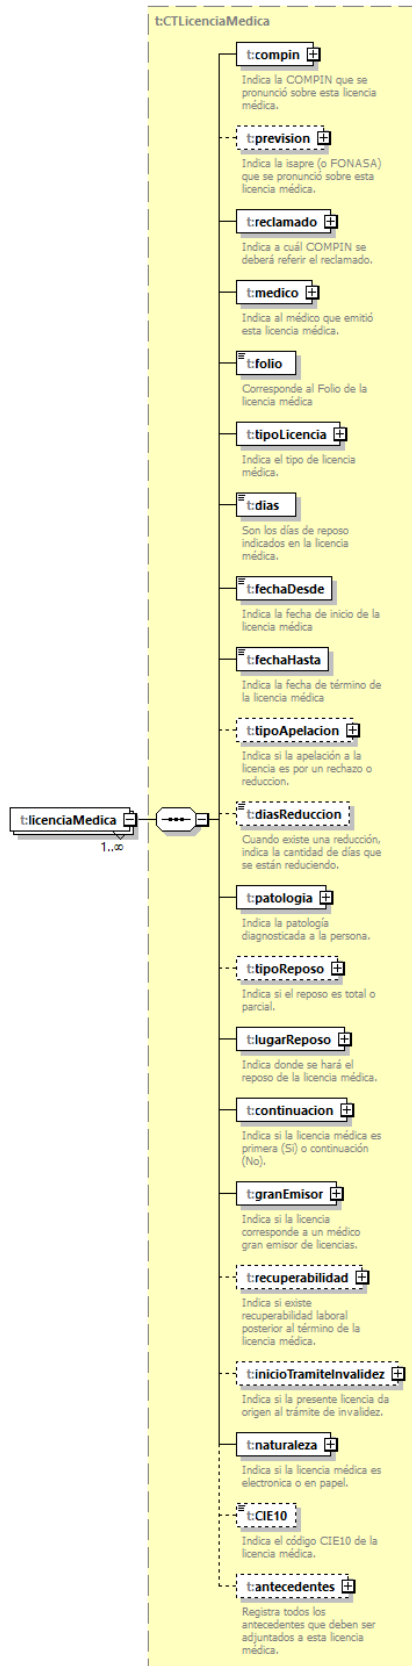 t:CTLicenciaMedica
t:compin
Indica la COMPIN que se
pronunció sobre esta licencia
médica.
t:prevision
Indica la isapre (o FONASA)
que se pronunció sobre esta
licencia médica.
t:reclamado
Indica a cuál COMPIN se
deberá referir el reclamado.
t:medico
Indica al médico que emitió
esta licencia médica.
t:folio
Corresponde al Folio de la
licencia médica
t:tipoLicencia
Indica el tipo de licencia
médica.
t:dias
Son los días de reposo
indicados en la licencia
médica.
t:fechaDesde
Indica la fecha de inicio de la
licencia médica
t:fechaHasta
Indica la fecha de término de
la licencia médica
t:tipoApelacion
Indica si la apelación a la
licencia es por un rechazo o
reduccion.
t:licenciaMedica
1..∞
t:diasReduccion
Cuando existe una reducción,
indica la cantidad de días que
se están reduciendo.
t:patologia
Indica la patología
diagnosticada a la persona.
t:tipoReposo
Indica si el reposo es total o
parcial.
t:lugarReposo
Indica donde se hará el
reposo de la licencia médica.
t:continuacion
Indica si la licencia médica es
primera (Si) o continuación
(No).
t:granEmisor
Indica si la licencia
corresponde a un médico
gran emisor de licencias.
t:recuperabilidad
Indica si existe
recuperabilidad laboral
posterior al término de la
licencia médica.
t:inicioTramiteInvalidez
Indica si la presente licencia da
origen al trámite de invalidez.
t:naturaleza
Indica si la licencia médica es
electronica o en papel.
t:CIE10
Indica el código CIE10 de la
licencia médica.
t:antecedentes
Registra todos los
antecedentes que deben ser
adjuntados a esta licencia
médica.